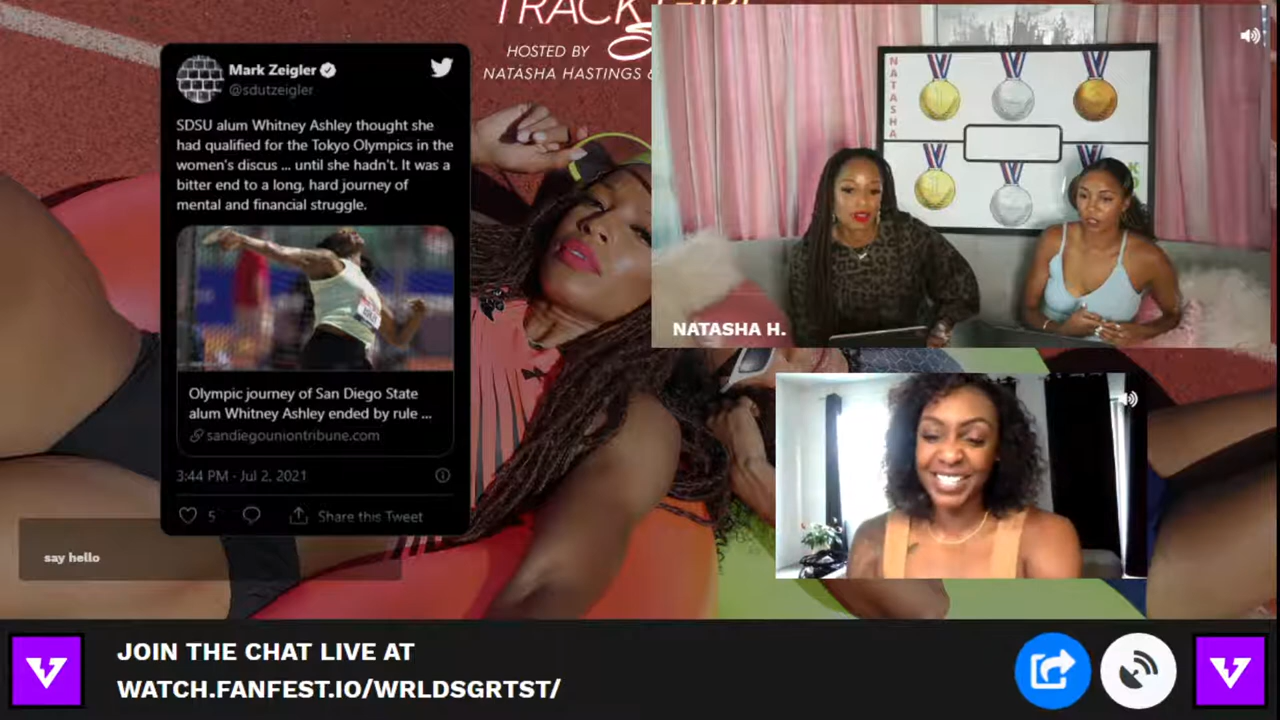 HOSTED BY
NATASHA HASTINGS &
Mark Zeigler
@sdutzeigler
SDSU alum Whitney Ashley thought she
had qualified for the Tokyo Olympics in the
women's discus ... until she hadn't. It was a
bitter end to a long, hard journey of
mental and financial struggle.
Olympic journey of San Diego State
alum Whitney Ashley ended by rule ...
sandiegouniontribune.com
3:44 PM · Jul 2, 2021
5
Share this Tweet
say hello
NATASHA
NATASHA H.
JOIN THE CHAT LIVE AT
WATCH.FANFEST.IO/WRLDSGRTST/